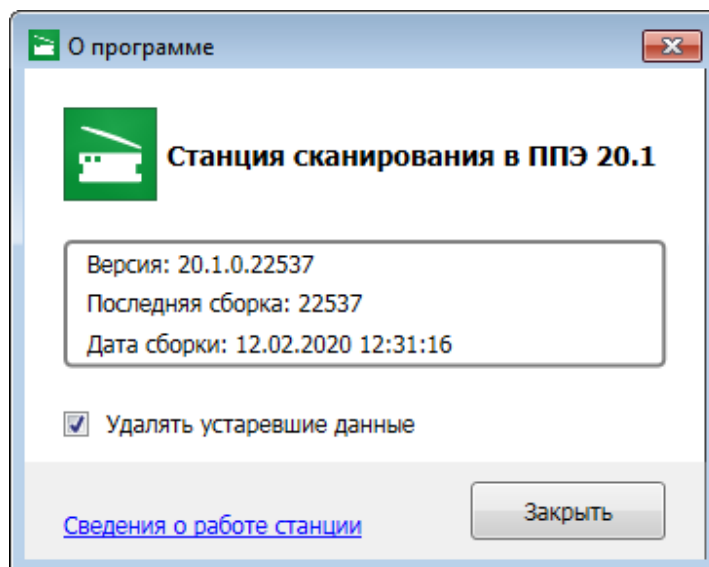 О программе
Станция сканирования в ППЭ 20.1
Версия: 20.1.0.22537
Последняя сборка: 22537
Дата сборки: 12.02.2020 12:31:16
Удалять устаревшие данные
Сведения о работе станции
Закрыть